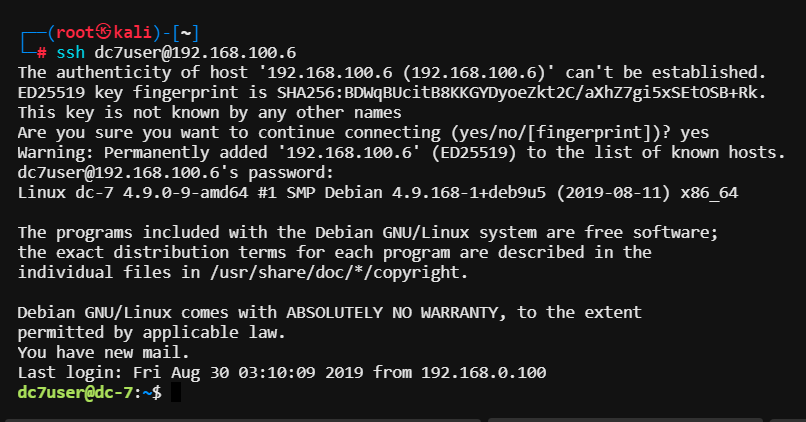 ┌──(root㉿kali)-[~]
└─# ssh dc7user@192.168.100.6
The authenticity of host '192.168.100.6 (192.168.100.6)' can't be established.
ED25519 key fingerprint is SHA256:BDWqBUcitB8KKGYDyoeZkt2C/aXhZ7gi5xSEtOSB+Rk.
This key is not known by any other names
Are you sure you want to continue connecting (yes/no/[fingerprint])? yes
Warning: Permanently added '192.168.100.6' (ED25519) to the list of known hosts.
dc7user@192.168.100.6's password:
Linux dc-7 4.9.0-9-amd64 #1 SMP Debian 4.9.168-1+deb9u5 (2019-08-11) x86_64
The programs included with the Debian GNU/Linux system are free software;
the exact distribution terms for each program are described in the
individual files in /usr/share/doc/*/copyright.
Debian GNU/Linux comes with ABSOLUTELY NO WARRANTY, to the extent
permitted by applicable law.
You have new mail.
Last login: Fri Aug 30 03:10:09 2019 from 192.168.0.100
dc7user@dc-7:~$